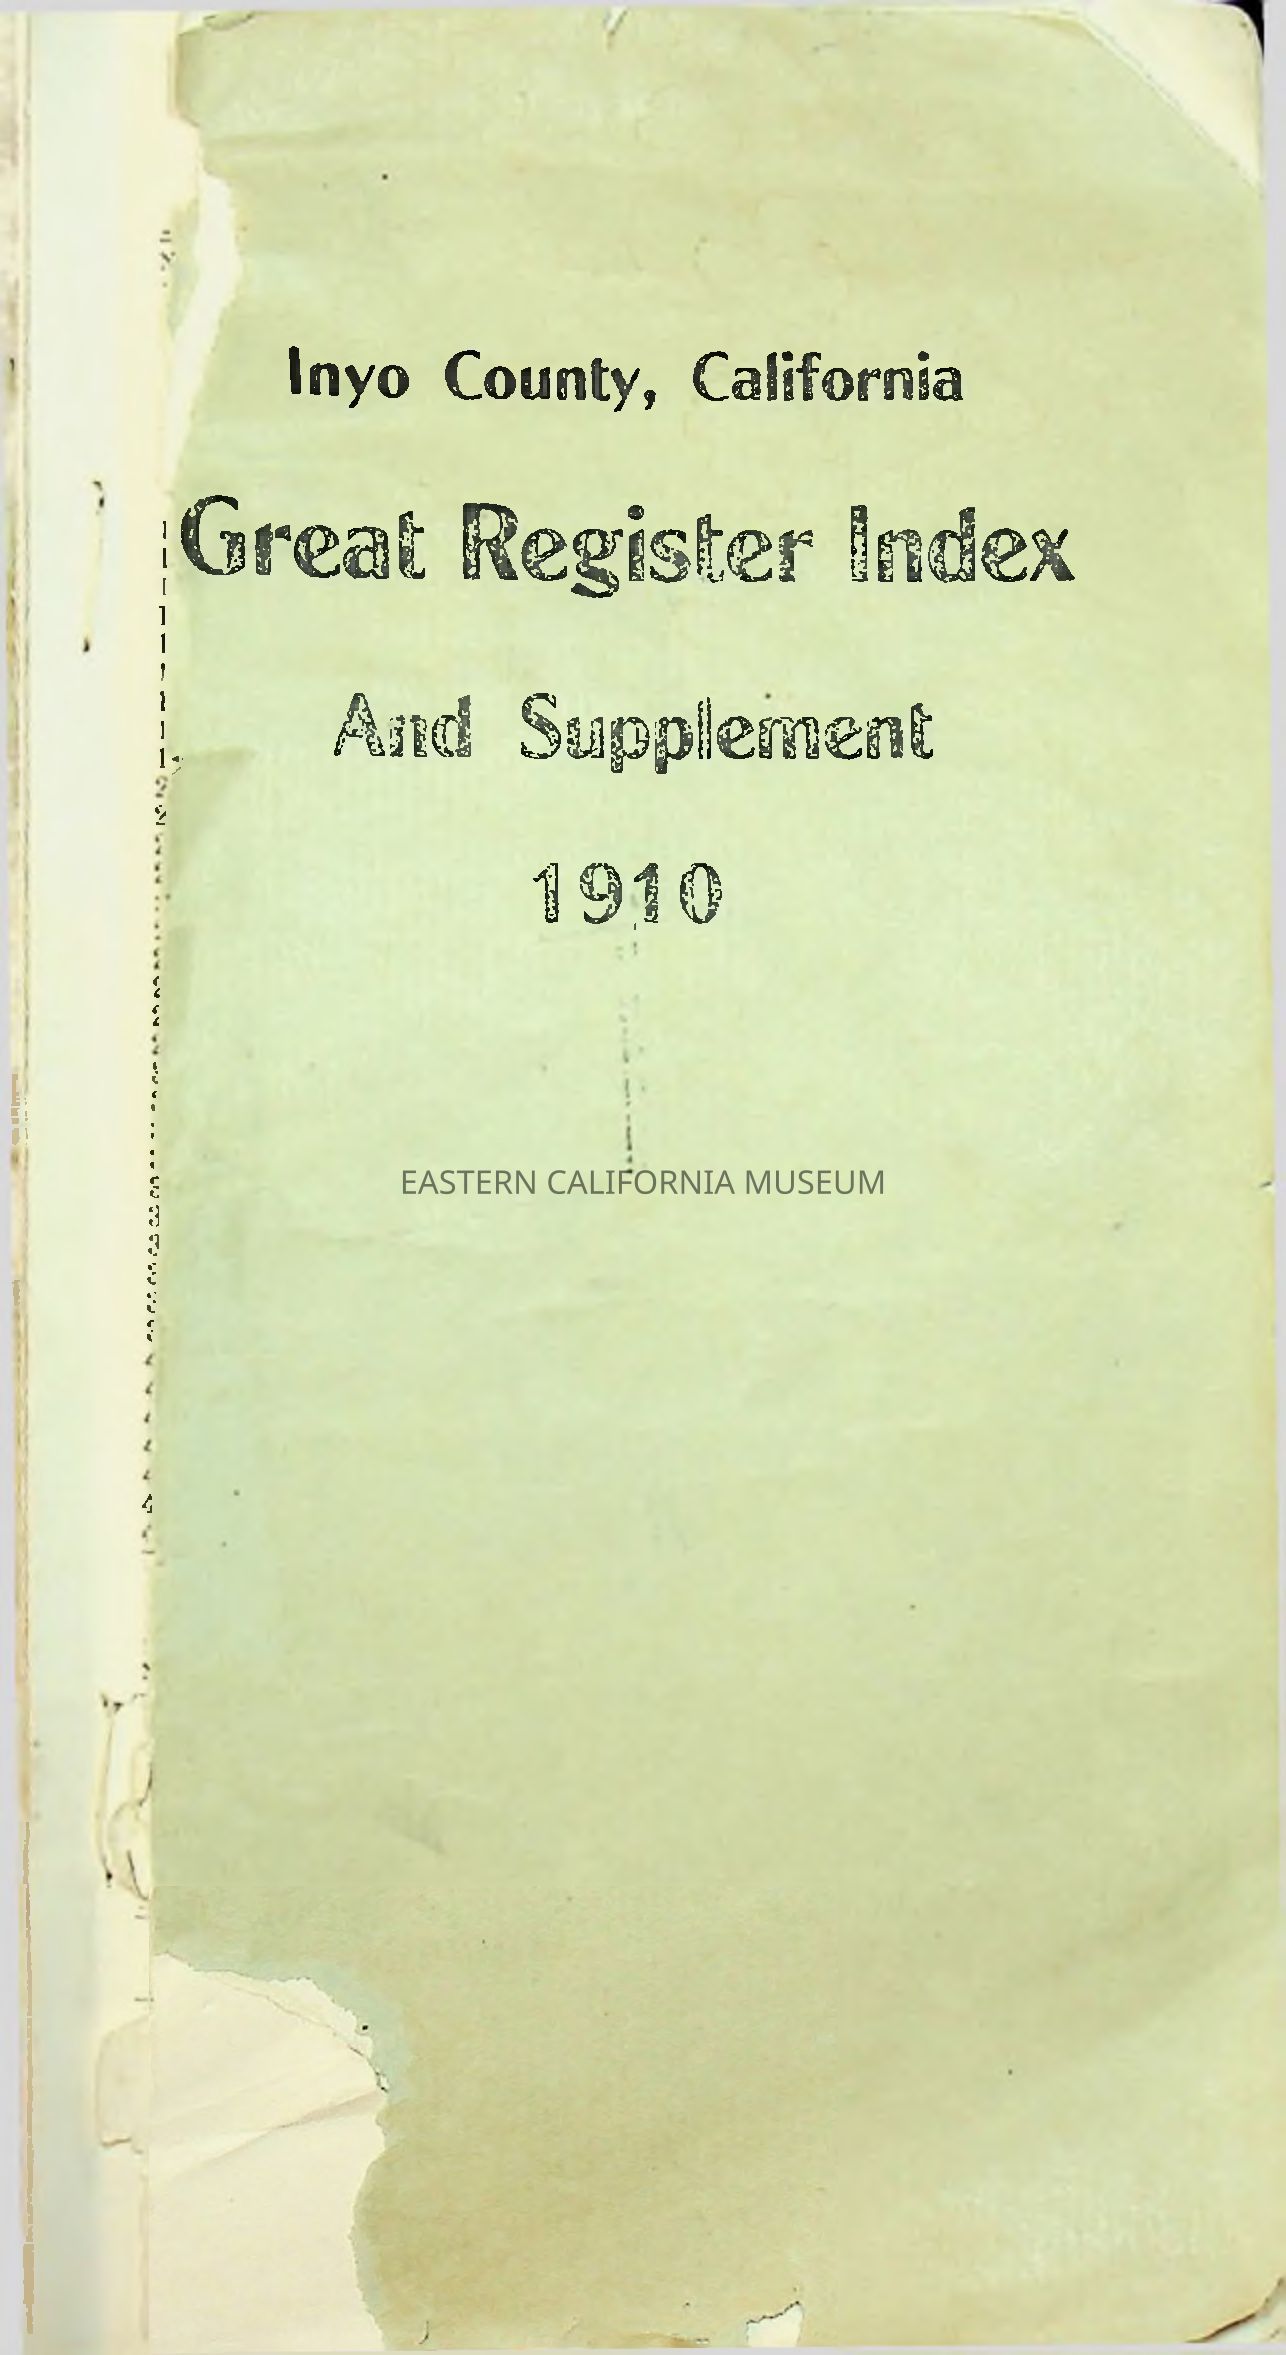 Inyo County, California
Great Register Index
And Supplement
1910
EASTERN CALIFORNIA MUSEUM